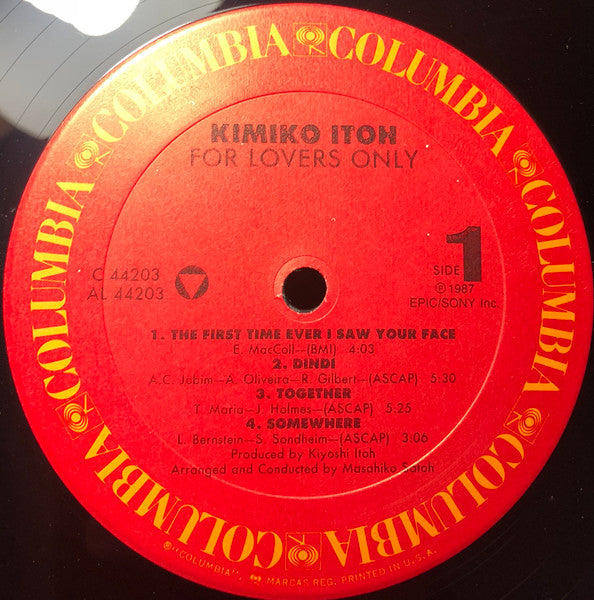 COLUMBIA COLUMBIA COLUMBIA COLUMBIA COLUMBIA COLUMBIA
KIMIKO ITOH
FOR LOVERS ONLY
C 44203
AL 44203
SIDE 1
℗ 1987
EPIC/SONY Inc
1. THE FIRST TIME EVER I SAW YOUR FACE
E. MacColl—(BMI) 4:03
2. DINDI
A.C. Jobim—A. Oliveira—R. Gilbert—(ASCAP) 5:30
3. TOGETHER
T. Maria—J. Holmes—(ASCAP) 5:25
4. SOMEWHERE
L. Bernstein—S. Sondheim—(ASCAP) 3:06
Produced by Kiyoshi Itoh
Arranged and Conducted by Masahiko Satoh
® "COLUMBIA", MARCAS REG. PRINTED IN U.S.A.